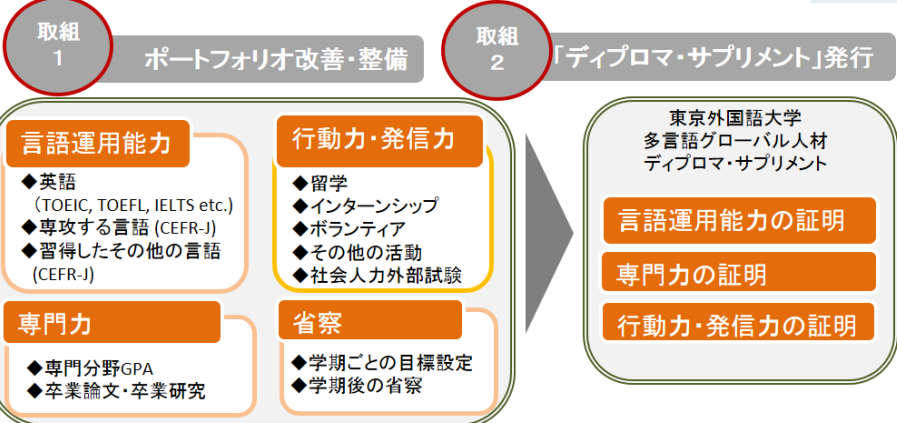 取組
1
ポートフォリオ改善・整備
取組
2
「ディプロマ・サプリメント」発行
言語運用能力
◆英語
（TOEIC, TOEFL, IELTS etc.)
◆専攻する言語 (CEFR-J)
◆習得したその他の言語
(CEFR-J)
行動力・発信力
◆留学
◆インターンシップ
◆ボランティア
◆その他の活動
◆社会人力外部試験
専門力
◆専門分野GPA
◆卒業論文・卒業研究
省察
◆学期ごとの目標設定
◆学期後の省察
東京外国語大学
多言語グローバル人材
ディプロマ・サプリメント
言語運用能力の証明
専門力の証明
行動力・発信力の証明